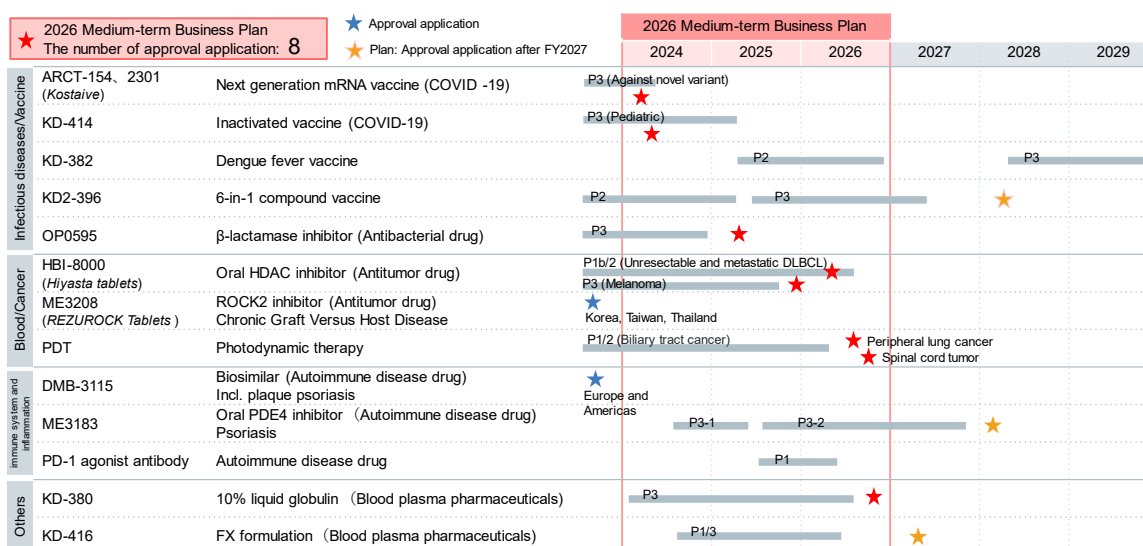 2026 Medium-term Business Plan
The number of approval application: 8
Approval application
Plan: Approval application after FY2027
2026 Medium-term Business Plan
2024 2025 2026 2027 2028 2029
Infectious diseases/Vaccine
ARCT-154、2301
(Kostaive)
Next generation mRNA vaccine (COVID -19)
P3 (Against novel variant)
KD-414
Inactivated vaccine (COVID-19)
P3 (Pediatric)
KD-382
Dengue fever vaccine
P2
P3
KD2-396
6-in-1 compound vaccine
P2
P3
OP0595
β-lactamase inhibitor (Antibacterial drug)
P3
Blood/Cancer
HBI-8000
(Hiyasta tablets)
Oral HDAC inhibitor (Antitumor drug)
P1b/2 (Unresectable and metastatic DLBCL)
P3 (Melanoma)
ME3208
(REZUROCK Tablets )
ROCK2 inhibitor (Antitumor drug)
Chronic Graft Versus Host Disease
Korea, Taiwan, Thailand
PDT
Photodynamic therapy
P1/2 (Biliary tract cancer)
Peripheral lung cancer
Spinal cord tumor
immune system and
inflammation
DMB-3115
Biosimilar (Autoimmune disease drug)
Incl. plaque psoriasis
Europe and
Americas
ME3183
Oral PDE4 inhibitor （Autoimmune disease drug)
Psoriasis
P3-1
P3-2
PD-1 agonist antibody
Autoimmune disease drug
P1
Others
KD-380
10% liquid globulin （Blood plasma pharmaceuticals)
P3
KD-416
FX formulation （Blood plasma pharmaceuticals)
P1/3